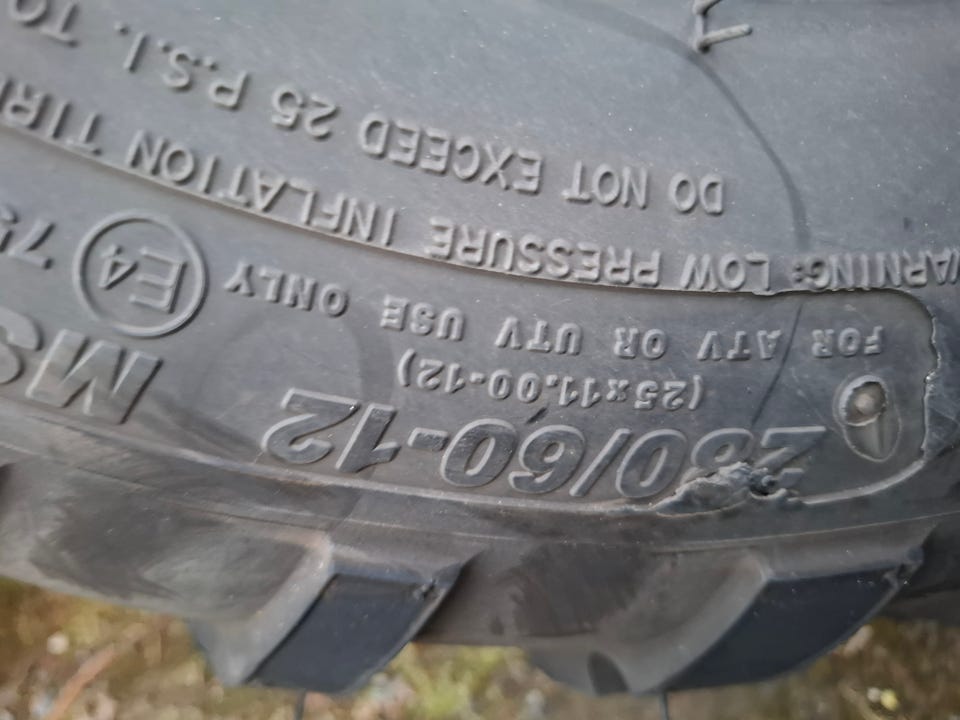 280/60-12
(25x11.00-12)
FOR ATV OR UTV USE ONLY
E4
WARNING: LOW PRESSURE INFLATION TIRE
DO NOT EXCEED 25 P.S.I. TO